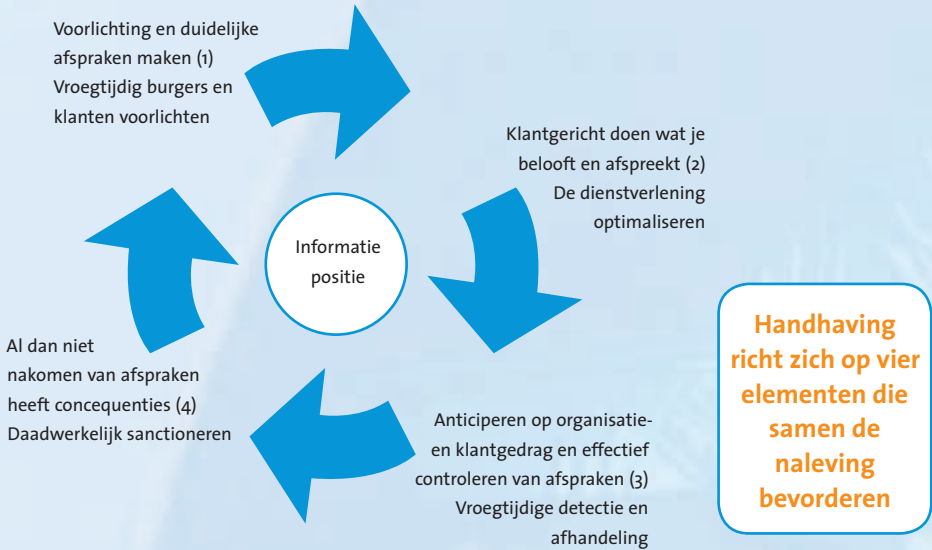 Voorlichting en duidelijke
afspraken maken (1)
Vroegtijdig burgers en
klanten voorlichten
Klantgericht doen wat je
belooft en afspreekt (2)
De dienstverlening
optimaliseren
Informatie
positie
Al dan niet
nakomen van afspraken
heeft concequenties (4)
Daadwerkelijk sanctioneren
Anticiperen op organisatie-
en klantgedrag en effectief
controleren van afspraken (3)
Vroegtijdige detectie en
afhandeling
Handhaving
richt zich op vier
elementen die
samen de
naleving
bevorderen